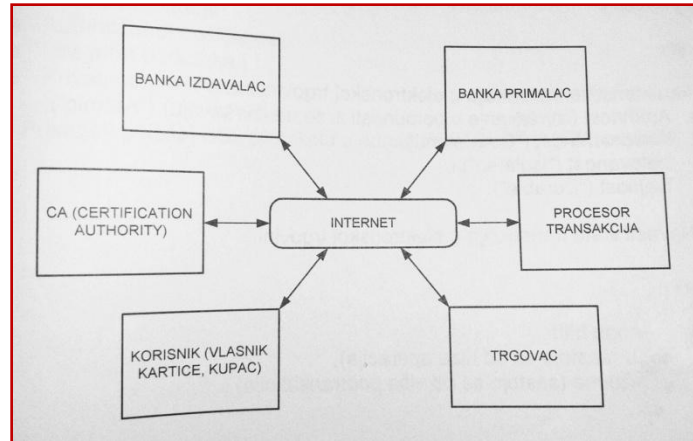 BANKA IZDAVALAC
BANKA PRIMALAC
CA (CERTIFICATION
AUTHORITY)
INTERNET
PROCESOR
TRANSAKCIJA
KORISNIK (VLASNIK
KARTICE, KUPAC)
TRGOVAC